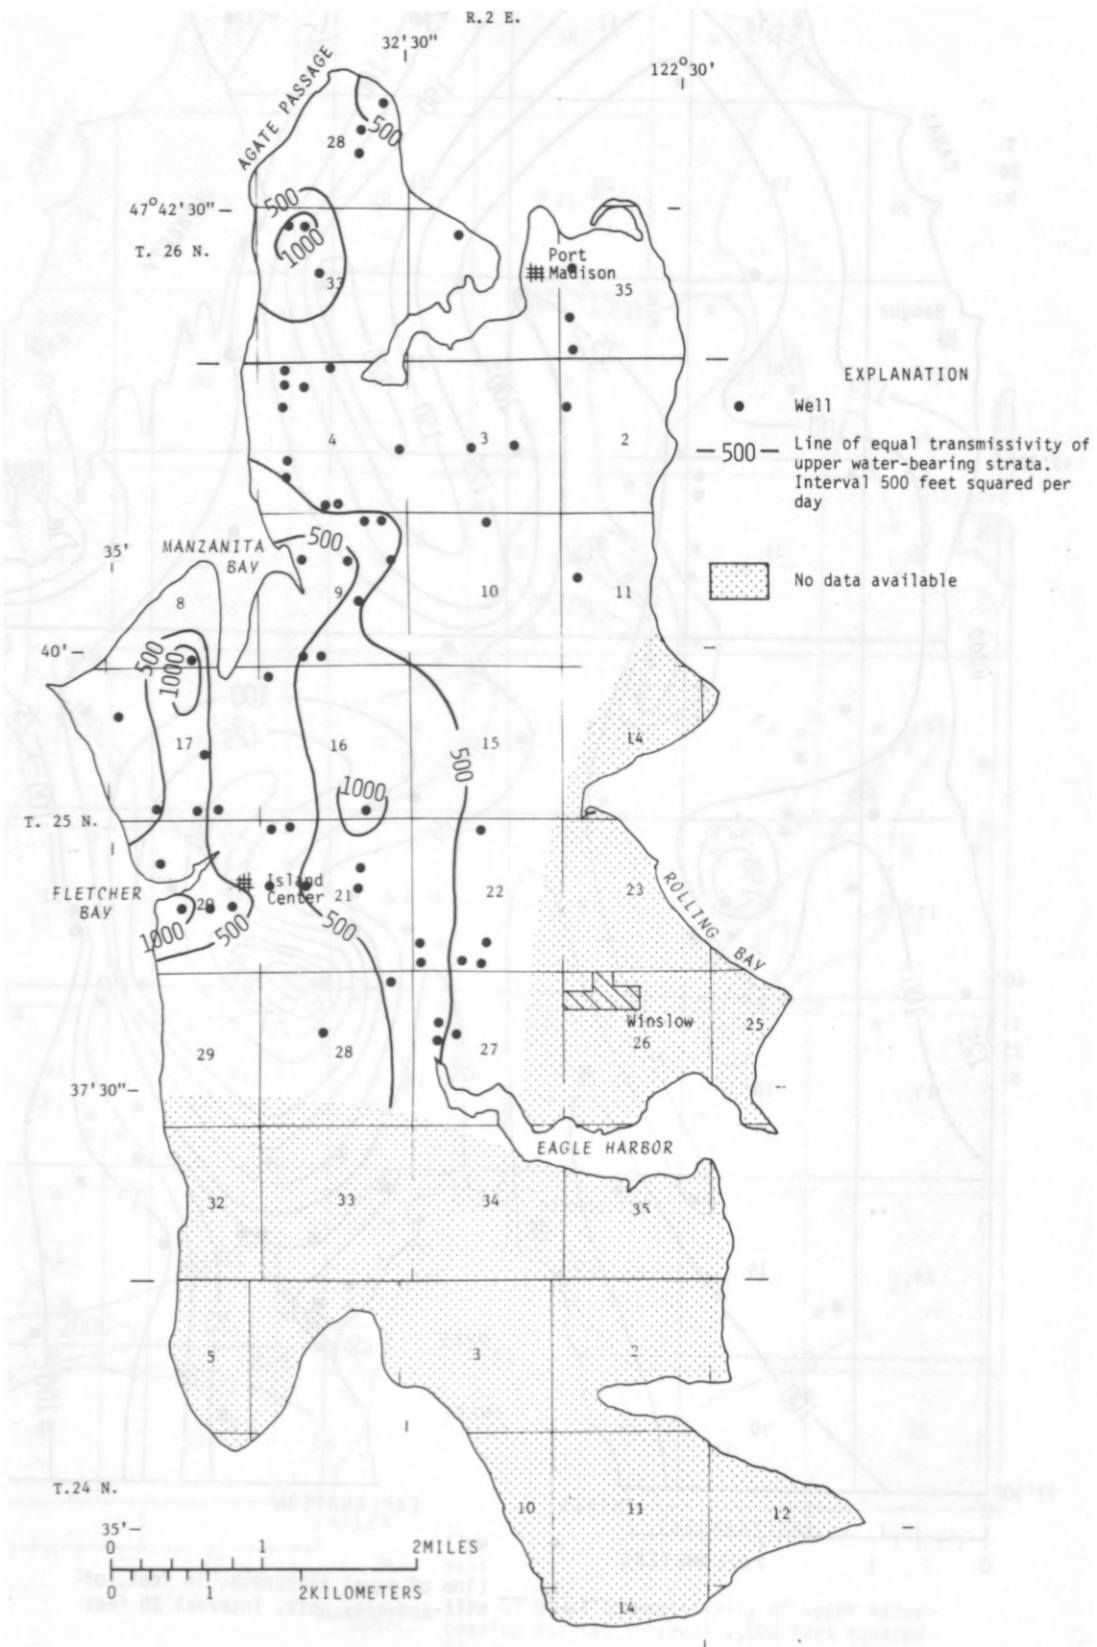 R.2 E.
32'30"
122°30'
AGATE PASSAGE
28
500
500
47°42'30"
T. 26 N.
1000
33
Port
Madison
35
EXPLANATION
Well
4
3
2
500
Line of equal transmissivity of
upper water-bearing strata.
Interval 500 feet squared per
day
MANZANITA
BAY
500
35'
No data available
8
9
10
11
40'
500
1000
17
16
15
14
500
1000
T. 25 N.
FLETCHER
BAY
Island
Center
20
21
22
23
ROLLING BAY
1000
500
500
Winslow
25
29
28
27
26
37'30"
EAGLE HARBOR
32
33
34
35
5
3
2
T.24 N.
10
11
12
35'
0 1 2MILES
0 1 2KILOMETERS
14